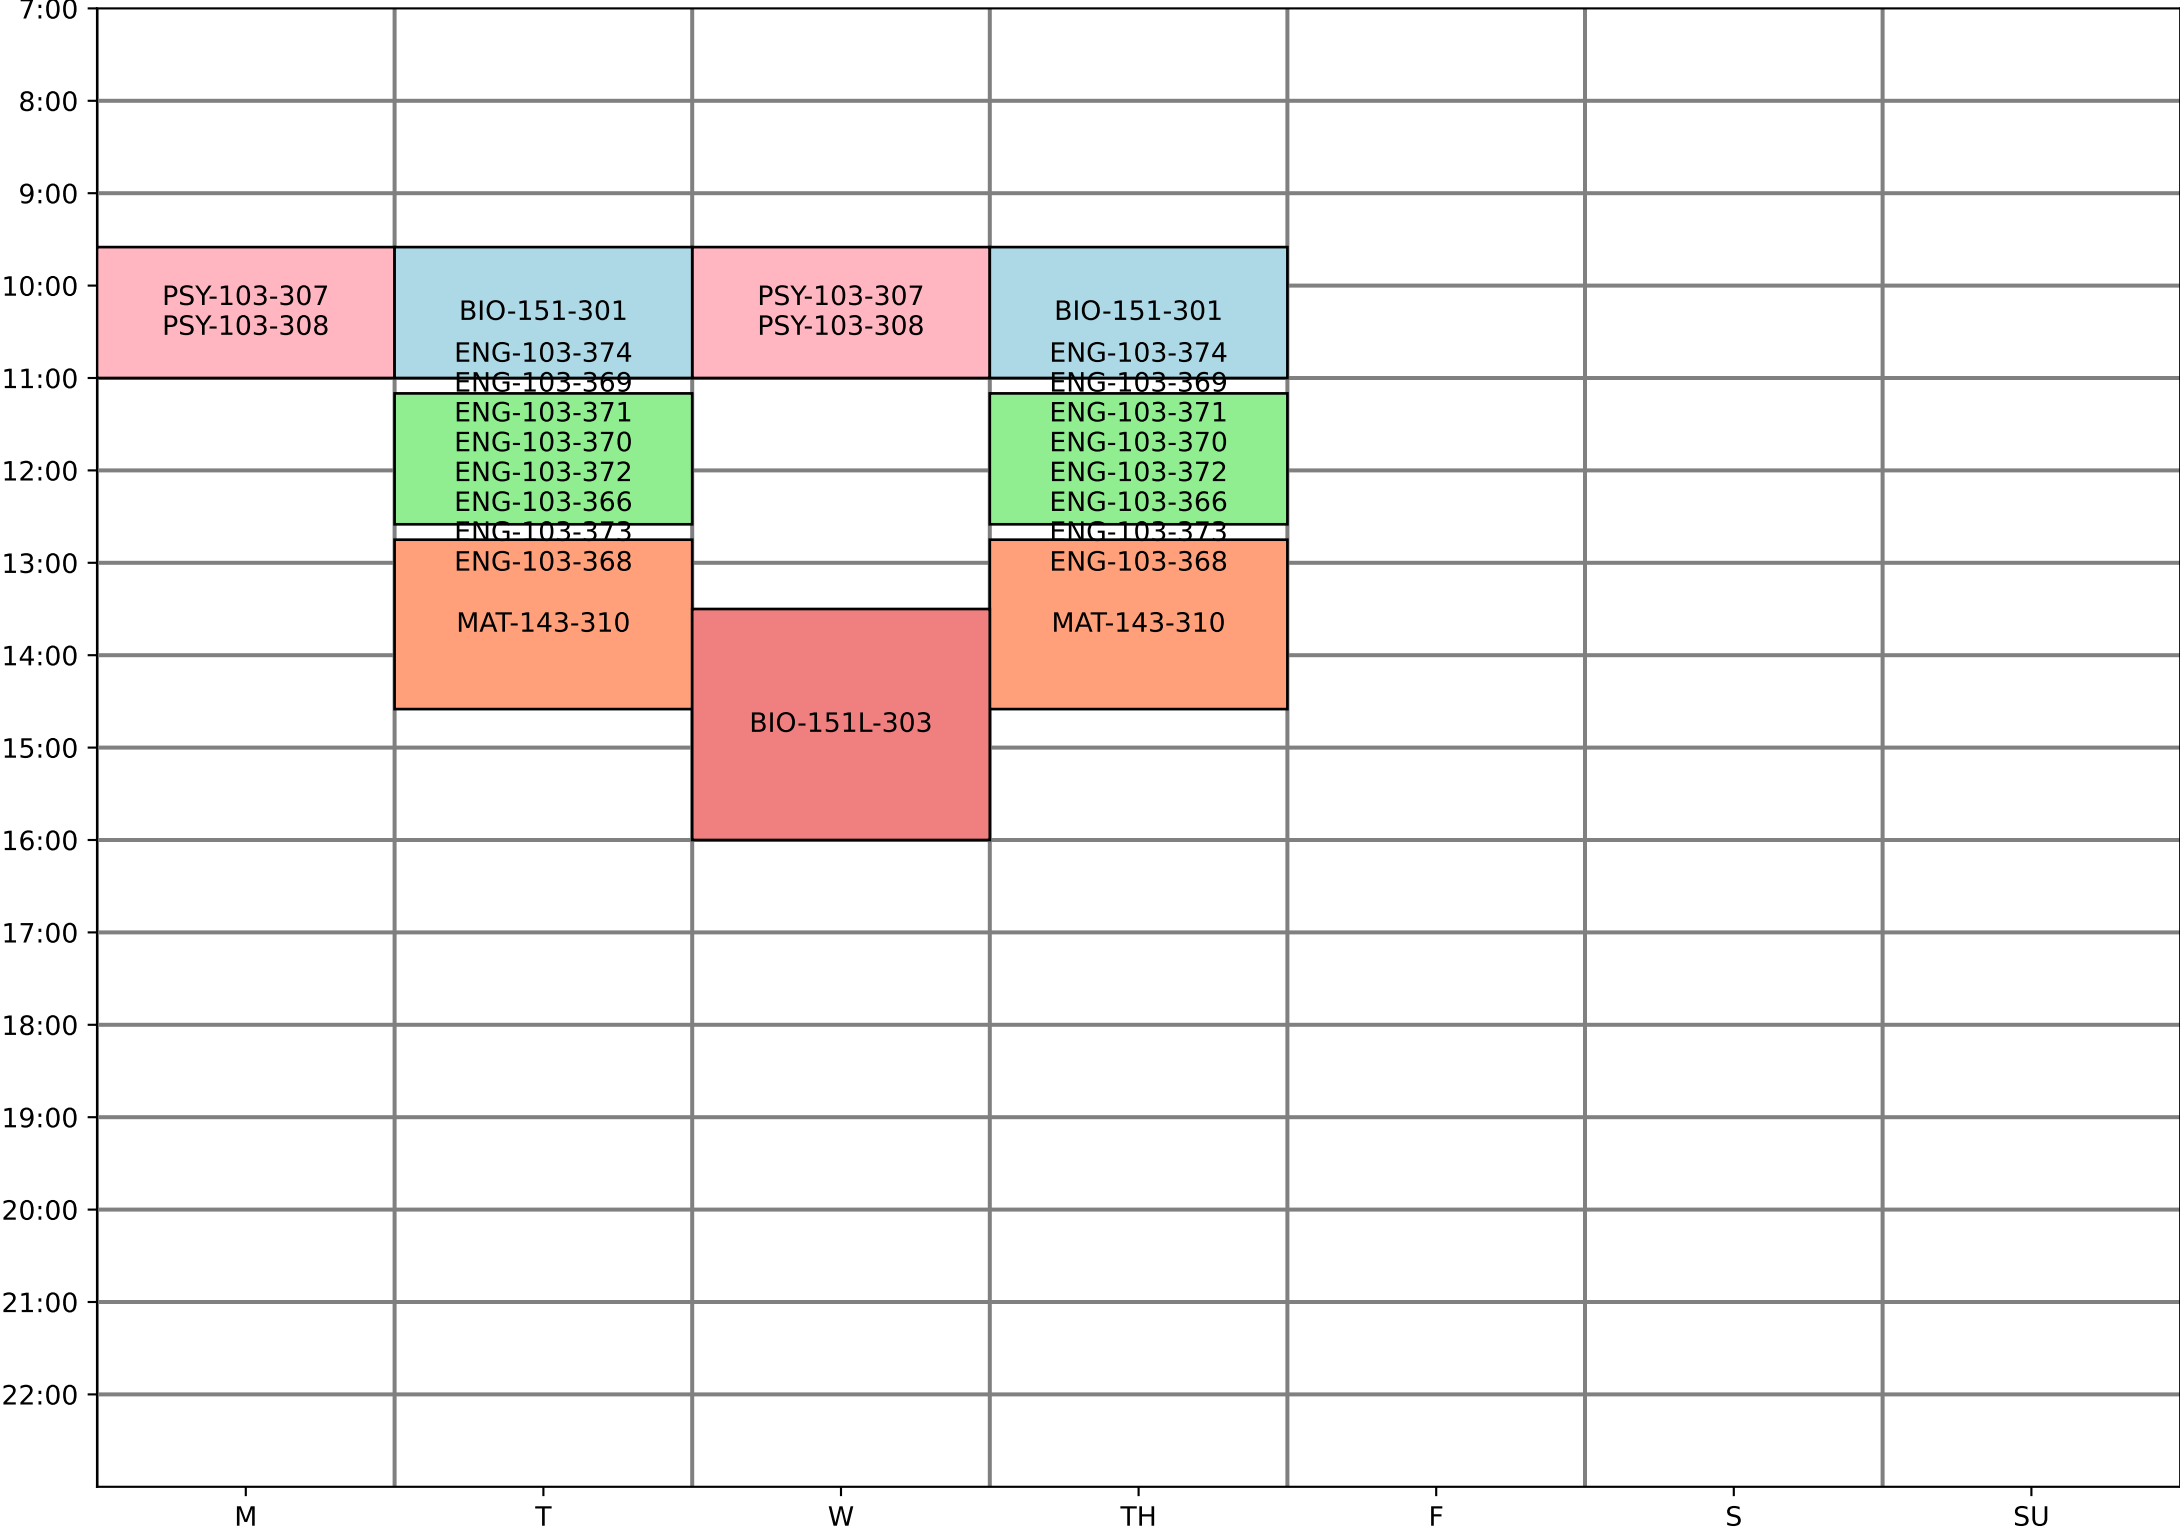 7:00
8:00
9:00
10:00
11:00
12:00
13:00
14:00
15:00
16:00
17:00
18:00
19:00
20:00
21:00
22:00
PSY-103-307
PSY-103-308
BIO-151-301
ENG-103-374
ENG-103-369
ENG-103-371
ENG-103-370
ENG-103-372
ENG-103-366
ENG-103-373
ENG-103-368
MAT-143-310
PSY-103-307
PSY-103-308
BIO-151L-303
BIO-151-301
ENG-103-374
ENG-103-369
ENG-103-371
ENG-103-370
ENG-103-372
ENG-103-366
ENG-103-373
ENG-103-368
MAT-143-310
M
T
W
TH
F
S
SU